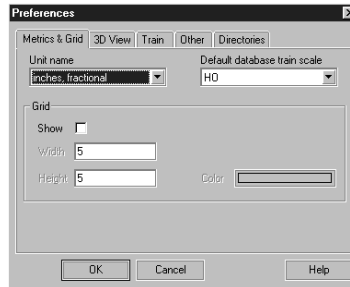 Preferences
Metrics & Grid 3D View Train Other Directories
Unit name Default database train scale
inches, fractional HO
Grid
Show
Width 5
Height 5 Color
OK Cancel Help